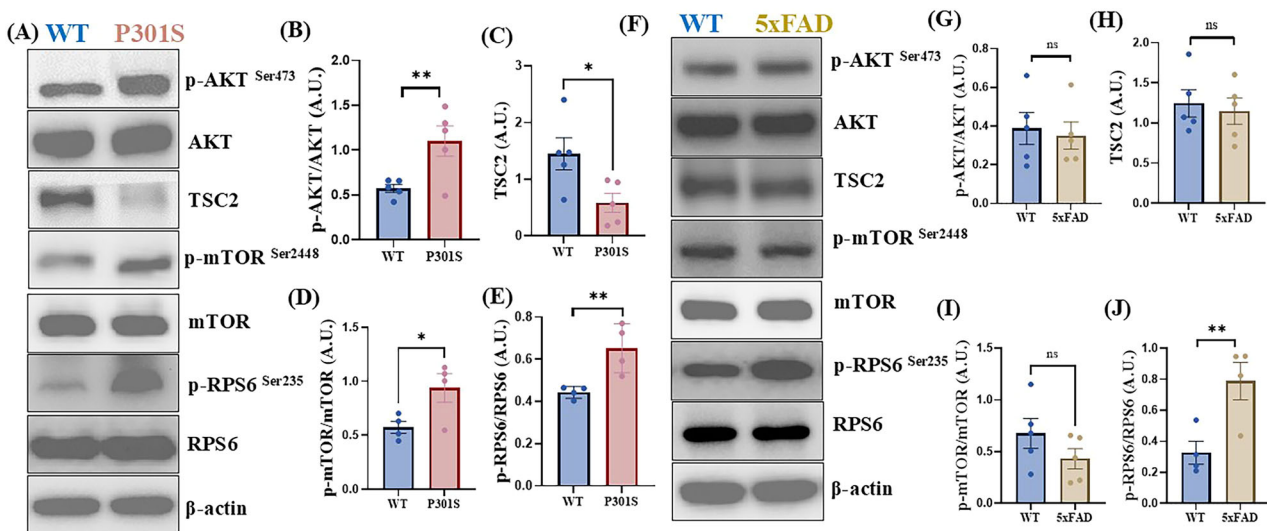 (A) WT P301S
p-AKT Ser473
AKT
TSC2
p-mTOR Ser2448
mTOR
p-RPS6 Ser235
RPS6
β-actin
(B)
**
p-AKT/AKT (A.U.)
2.0
1.5
1.0
0.5
0.0
WT P301S
(C)
*
TSC2 (A.U.)
3
2
1
0
WT P301S
(D)
*
p-mTOR/mTOR (A.U.)
1.5
1.0
0.5
0.0
WT P301S
(E)
**
p-RPS6/RPS6 (A.U.)
0.8
0.6
0.4
0.2
0.0
WT P301S
(F) WT 5xFAD
p-AKT Ser473
AKT
TSC2
p-mTOR Ser2448
mTOR
p-RPS6 Ser235
RPS6
β-actin
(G)
ns
p-AKT/AKT (A.U.)
0.8
0.6
0.4
0.2
0.0
WT 5xFAD
(H)
ns
TSC2 (A.U.)
2.0
1.5
1.0
0.5
0.0
WT 5xFAD
(I)
ns
p-mTOR/mTOR (A.U.)
1.5
1.0
0.5
0.0
WT 5xFAD
(J)
**
p-RPS6/RPS6 (A.U.)
1.0
0.8
0.6
0.4
0.2
0.0
WT 5xFAD